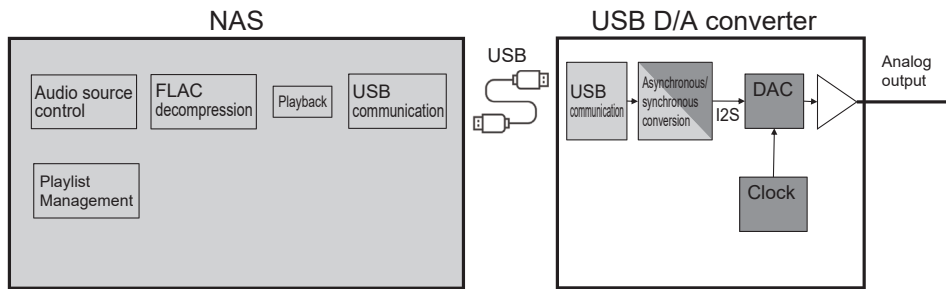 NAS
USB D/A converter
USB
Audio source
control
FLAC
decompression
Playback
USB
communication
Playlist
Management
USB
communication
Asynchronous/
synchronous
conversion
I2S
DAC
Clock
Analog
output